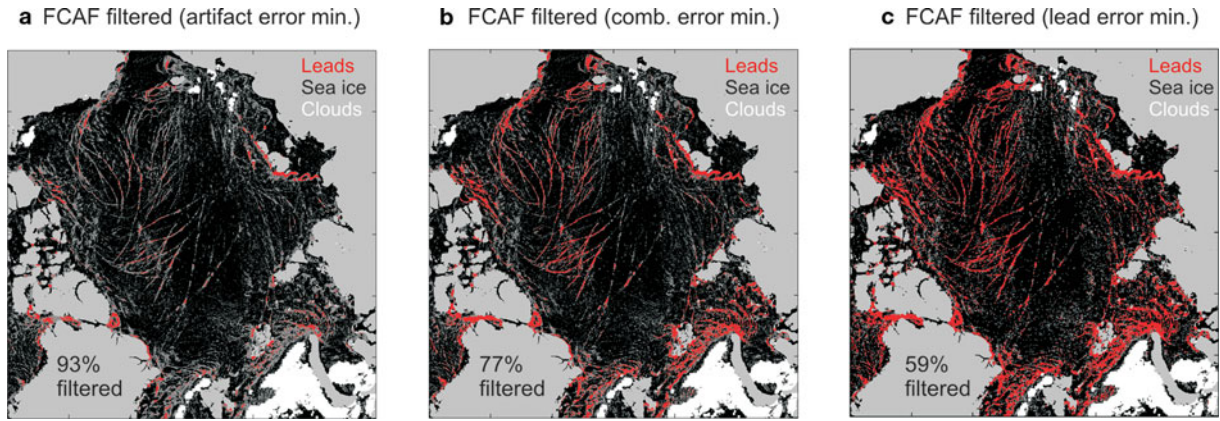 a FCAF filtered (artifact error min.)
Leads
Sea ice
Clouds
93%
filtered
b FCAF filtered (comb. error min.)
Leads
Sea ice
Clouds
77%
filtered
c FCAF filtered (lead error min.)
Leads
Sea ice
Clouds
59%
filtered